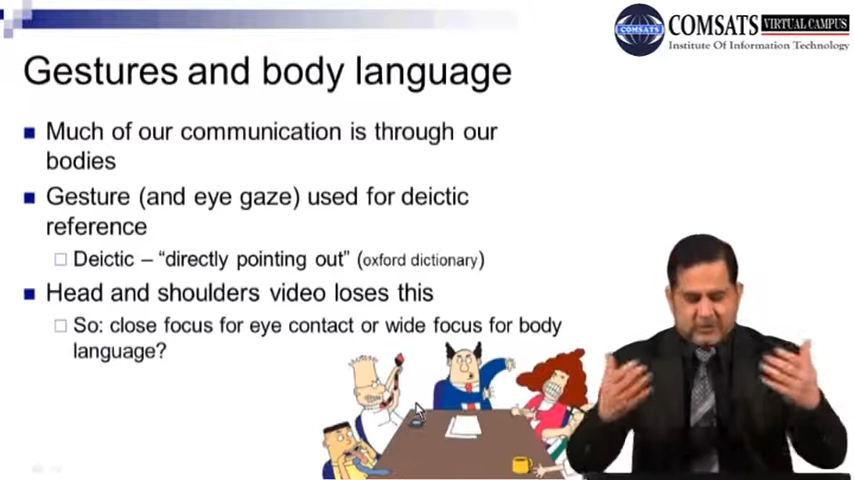 COMSATS VIRTUAL CAMPUS
COMSATS
Institute Of Information Technology
Gestures and body language
Much of our communication is through our
bodies
Gesture (and eye gaze) used for deictic
reference
Deictic – “directly pointing out” (oxford dictionary)
Head and shoulders video loses this
So: close focus for eye contact or wide focus for body
language?